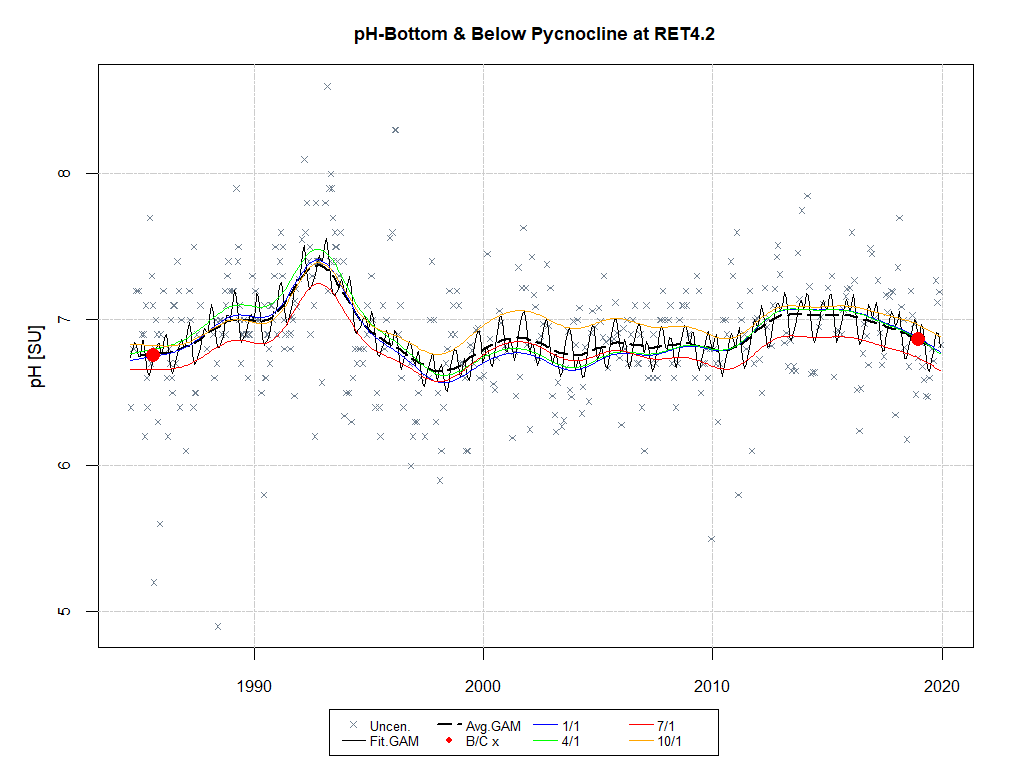 pH-Bottom & Below Pycnocline at RET4.2
pH [SU]
8
7
6
5
1990 2000 2010 2020
Uncen. Avg.GAM 1/1 7/1
Fit.GAM B/C x 4/1 10/1